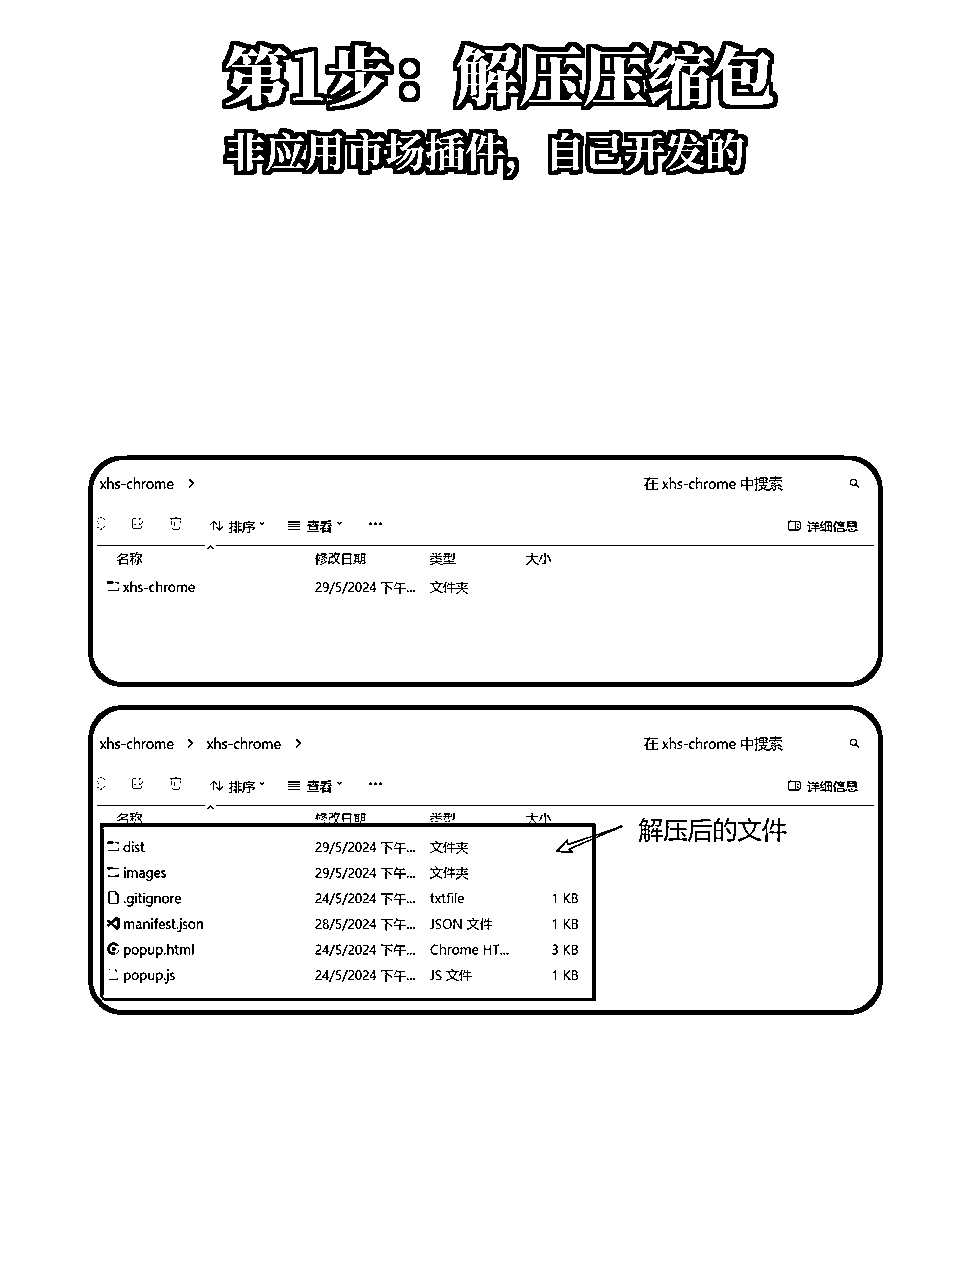 第1步：解压压缩包
非应用市场插件，自己开发的
xhs-chrome > 在 xhs-chrome 中搜索
排序 查看 ··· 详细信息
名称 修改日期 类型 大小
xhs-chrome 29/5/2024 下午... 文件夹
xhs-chrome > xhs-chrome > 在 xhs-chrome 中搜索
排序 查看 ··· 详细信息
名称 修改日期 类型 大小
解压后的文件
dist 29/5/2024 下午... 文件夹
images 29/5/2024 下午... 文件夹
.gitignore 24/5/2024 下午... txtfile 1 KB
manifest.json 28/5/2024 下午... JSON 文件 1 KB
popup.html 24/5/2024 下午... Chrome HT... 3 KB
popup.js 24/5/2024 下午... JS 文件 1 KB